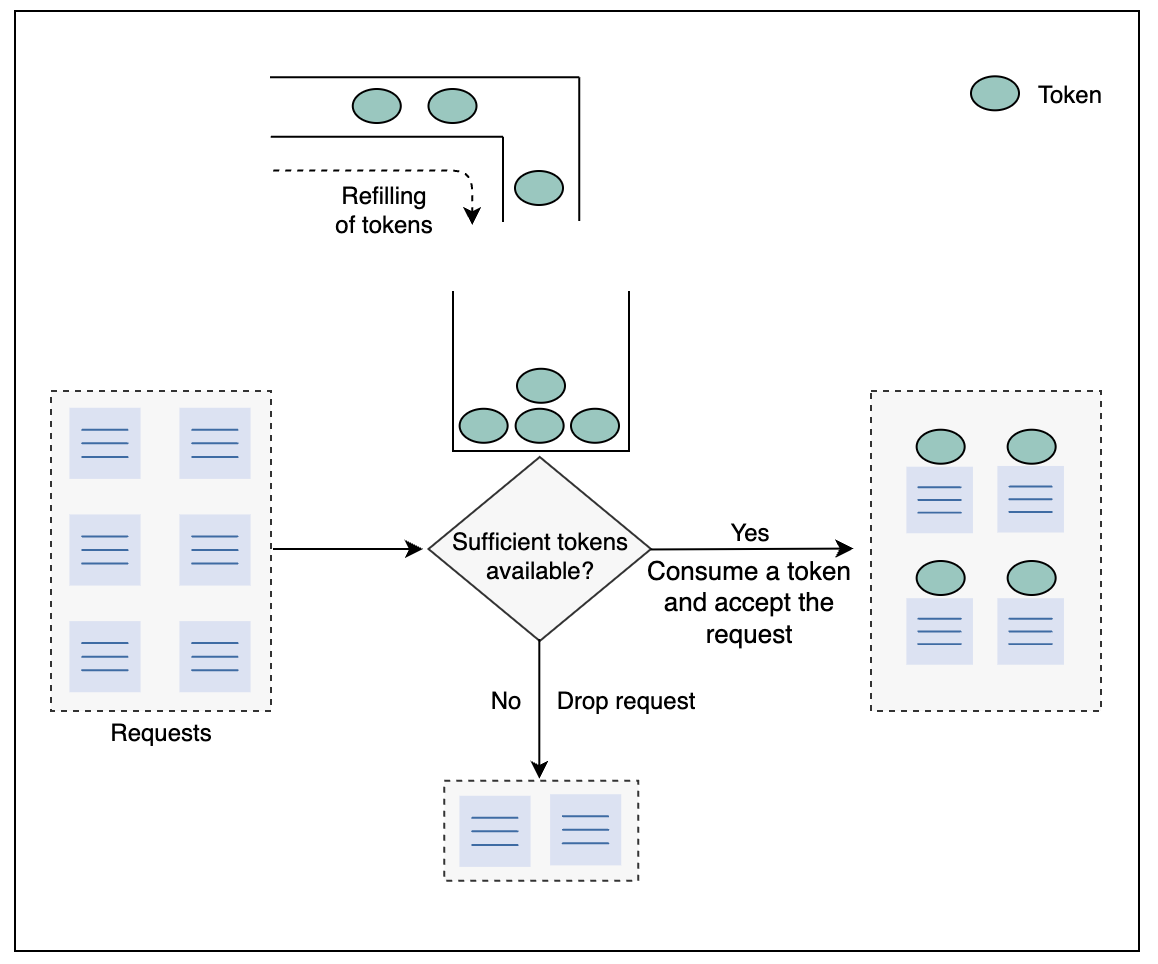 Token
Refilling
of tokens
Sufficient tokens
available?
Yes
Consume a token
and accept the
request
No
Drop request
Requests